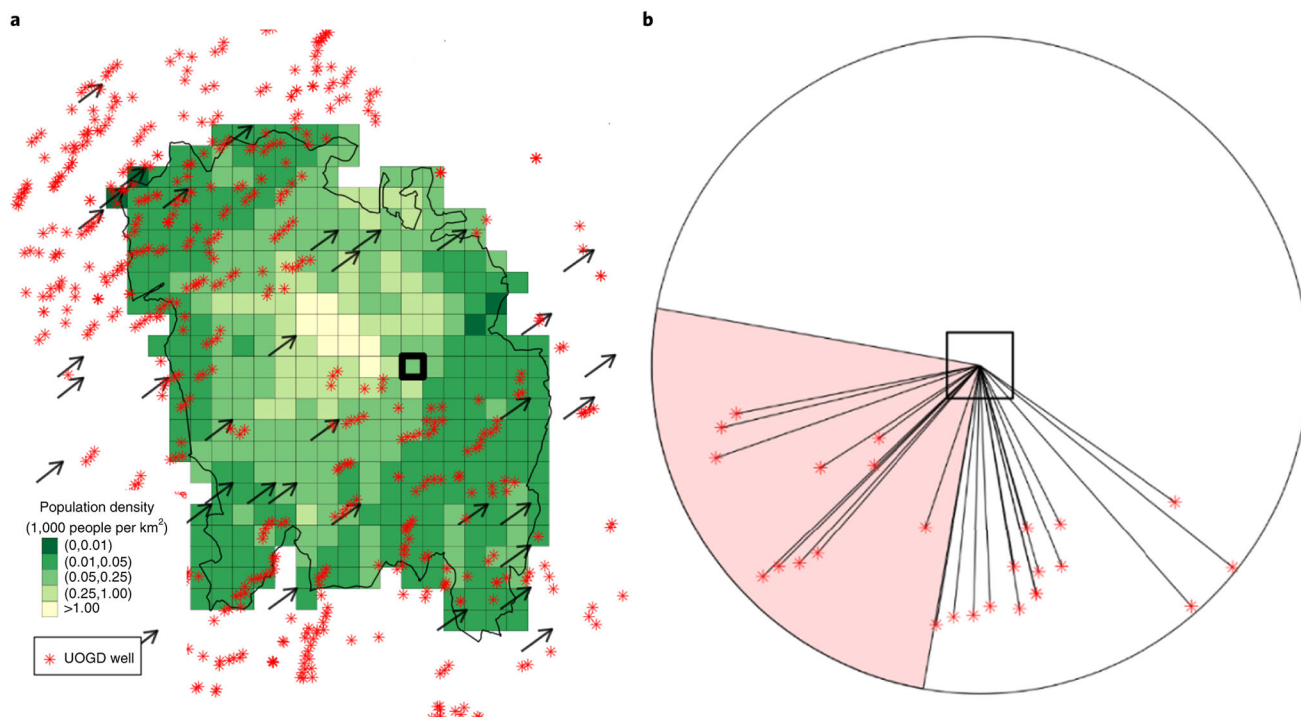 a
b
Population density
(1,000 people per km²)
(0,0.01)
(0.01,0.05)
(0.05,0.25)
(0.25,1.00)
>1.00
UOGD well